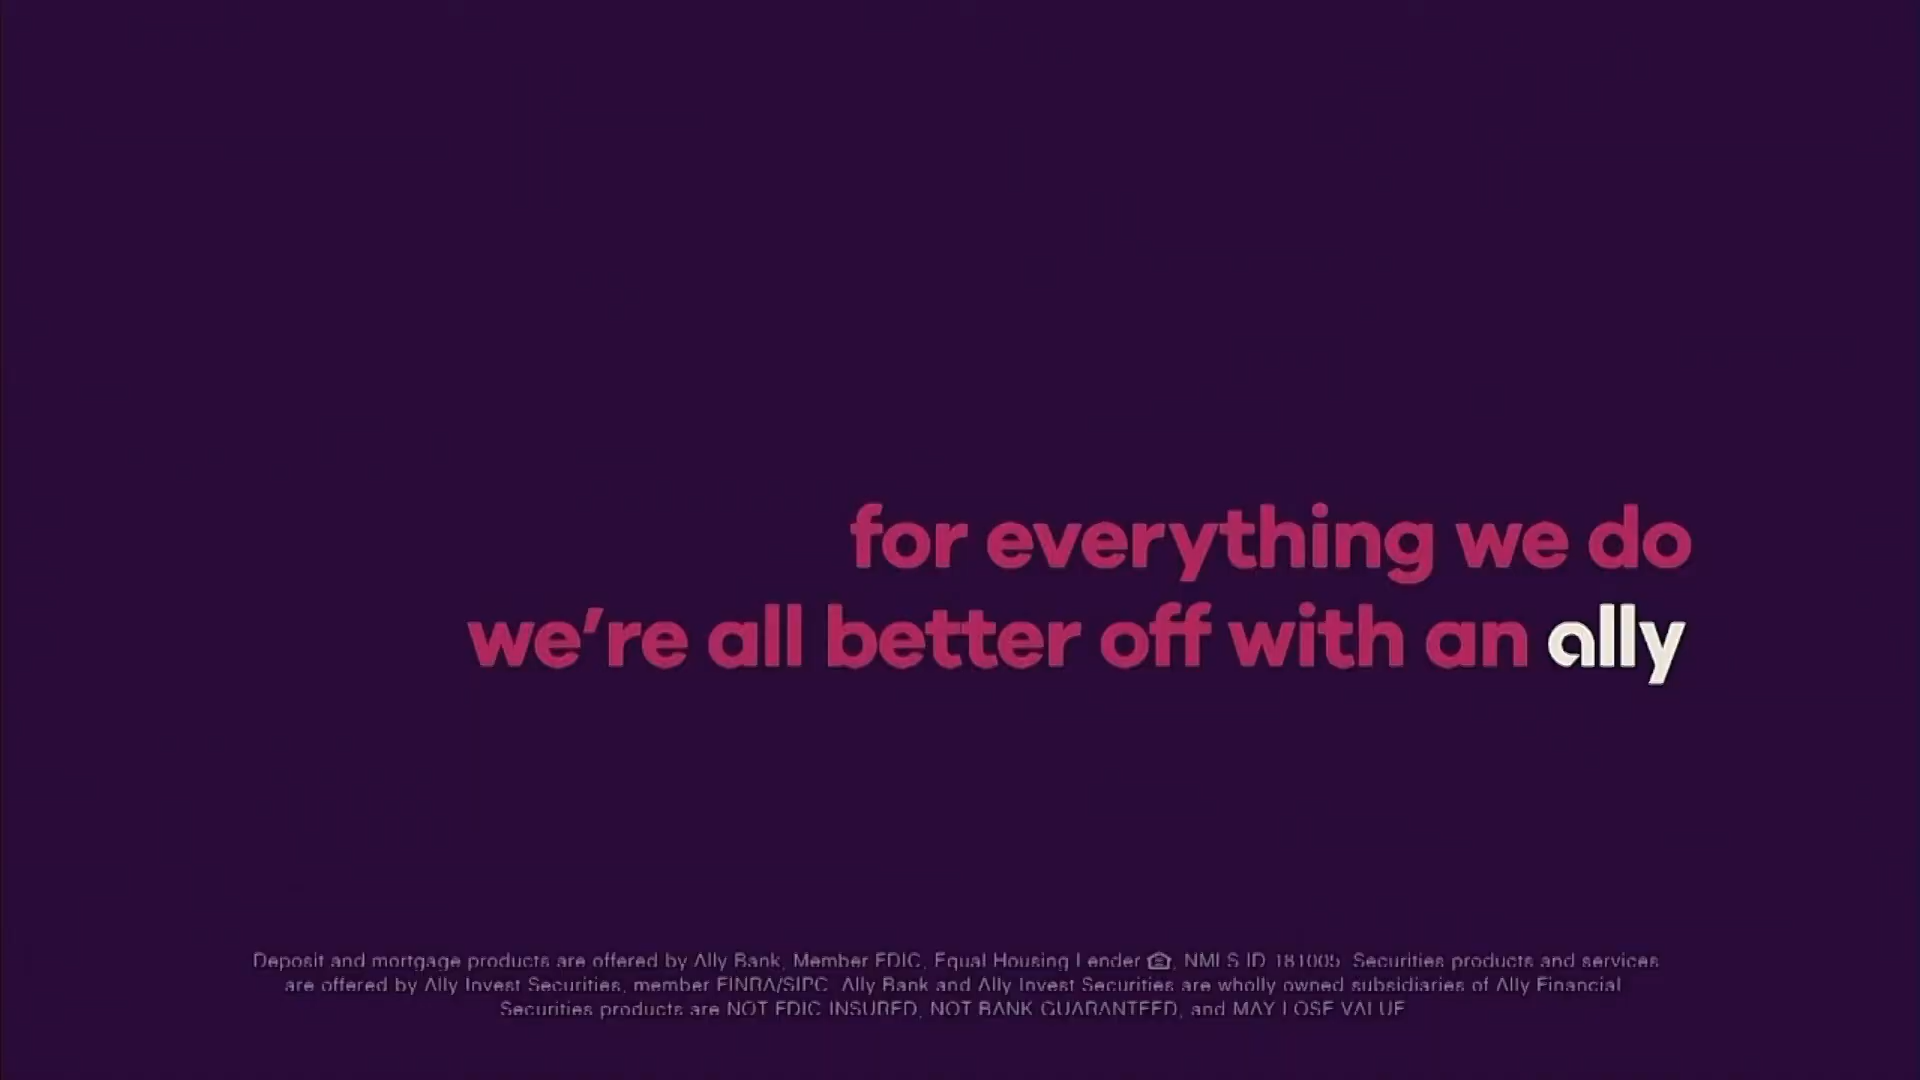 for everything we do
we're all better off with an ally
Deposit and mortgage products are offered by Ally Bank, Member FDIC, Equal Housing Lender, NMLS ID 181005. Securities products and services
are offered by Ally Invest Securities, member FINRA/SIPC. Ally Bank and Ally Invest Securities are wholly owned subsidiaries of Ally Financial
Securities products are NOT FDIC INSURED, NOT BANK GUARANTEED, and MAY LOSE VALUE